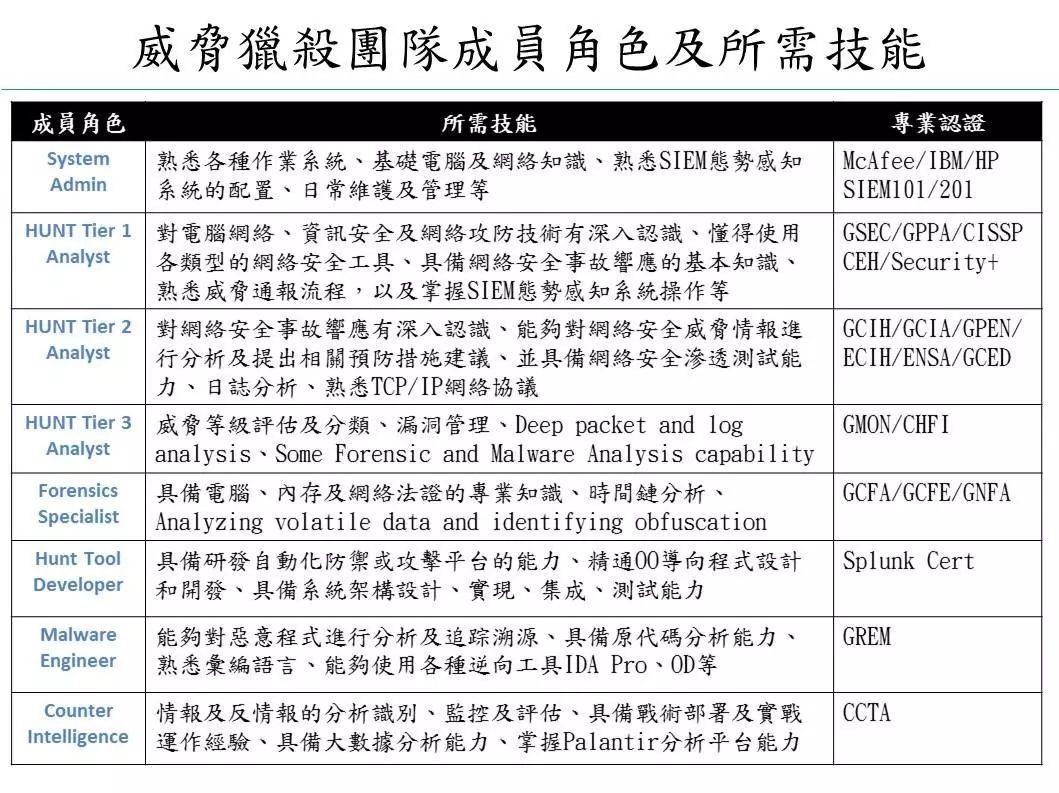 威脅獵殺團隊成員角色及所需技能
成員角色
所需技能
專業認證
System
Admin
熟悉各種作業系統、基礎電腦及網絡知識、熟悉SIEM態勢感知
系統的配置、日常維護及管理等
McAfee/IBM/HP
SIEM101/201
HUNT Tier 1
Analyst
對電腦網絡、資訊安全及網絡攻防技術有深入認識、懂得使用
各類型的網絡安全工具、具備網絡安全事故響應的基本知識、
熟悉威脅通報流程，以及掌握SIEM態勢感知系統操作等
GSEC/GPPA/CISSP
CEH/Security+
HUNT Tier 2
Analyst
對網絡安全事故響應有深入認識、能夠對網絡安全威脅情報進
行分析及提出相關預防措施建議、並具備網絡安全滲透測試能
力、日誌分析、熟悉TCP/IP網絡協議
GCIH/GCIA/GPEN/
ECIH/ENSA/GCED
HUNT Tier 3
Analyst
威脅等級評估及分類、漏洞管理、Deep packet and log
analysis、Some Forensic and Malware Analysis capability
GMON/CHFI
Forensics
Specialist
具備電腦、內存及網絡法證的專業知識、時間鏈分析、
Analyzing volatile data and identifying obfuscation
GCFA/GCFE/GNFA
Hunt Tool
Developer
具備研發自動化防禦或攻擊平台的能力、精通OO導向程式設計
和開發、具備系統架構設計、實現、集成、測試能力
Splunk Cert
Malware
Engineer
能夠對惡意程式進行分析及追踪溯源、具備原代碼分析能力、
熟悉彙編語言、能夠使用各種逆向工具IDA Pro、OD等
GREM
Counter
Intelligence
情報及反情報的分析識別、監控及評估、具備戰術部署及實戰
運作經驗、具備大數據分析能力、掌握Palantir分析平台能力
CCTA